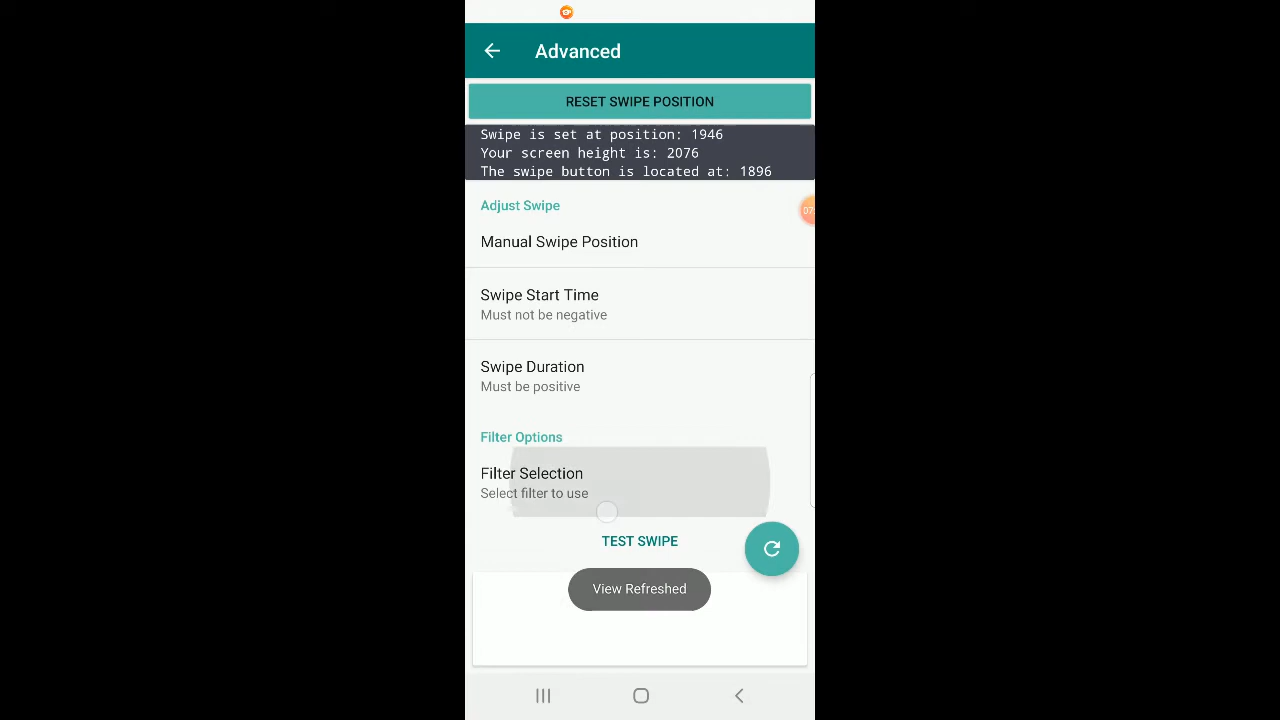 Advanced
RESET SWIPE POSITION
Swipe is set at position: 1946
Your screen height is: 2076
The swipe button is located at: 1896
Adjust Swipe
07:
Manual Swipe Position
Swipe Start Time
Must not be negative
Swipe Duration
Must be positive
Filter Options
Filter Selection
Select filter to use
TEST SWIPE
View Refreshed